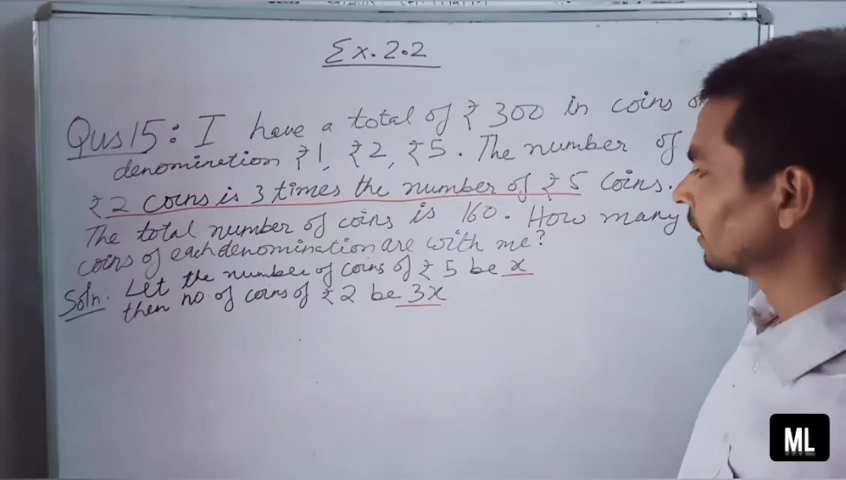 Ex. 2.2
Qus 15: I have a total of ₹ 300 in coins of
denomination ₹1, ₹2, ₹5. The number of
₹2 coins is 3 times the number of ₹5 coins.
The total number of coins is 160. How many
coins of each denomination are with me?
Soln: Let the number of coins of ₹5 be x
then no of coins of ₹2 be 3x
ML